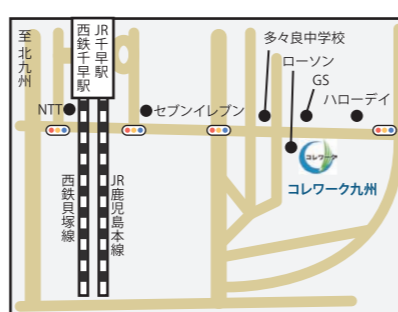 至北九州
西鉄千早駅
JR千早駅
多々良中学校
ローソン
GS
ハローデイ
NTT
セブンイレブン
コレワーク
コレワーク九州
西鉄貝塚線
JR鹿児島本線